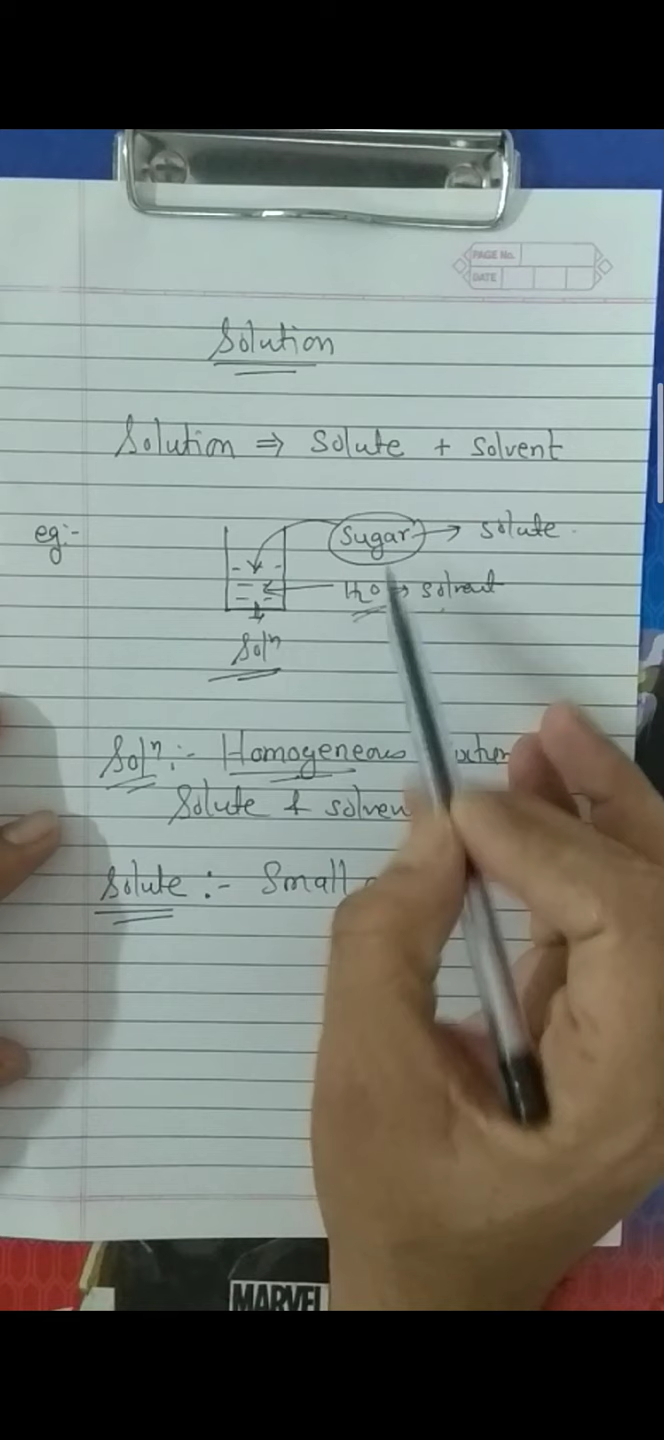 PAGE No.
DATE
Solution
Solution ⇒ Solute + Solvent
eg:- Sugar → solute
H₂O → solvent
Solⁿ
Solⁿ :- Homogeneous
Solute & solven
Solute :- Small
MARVEL